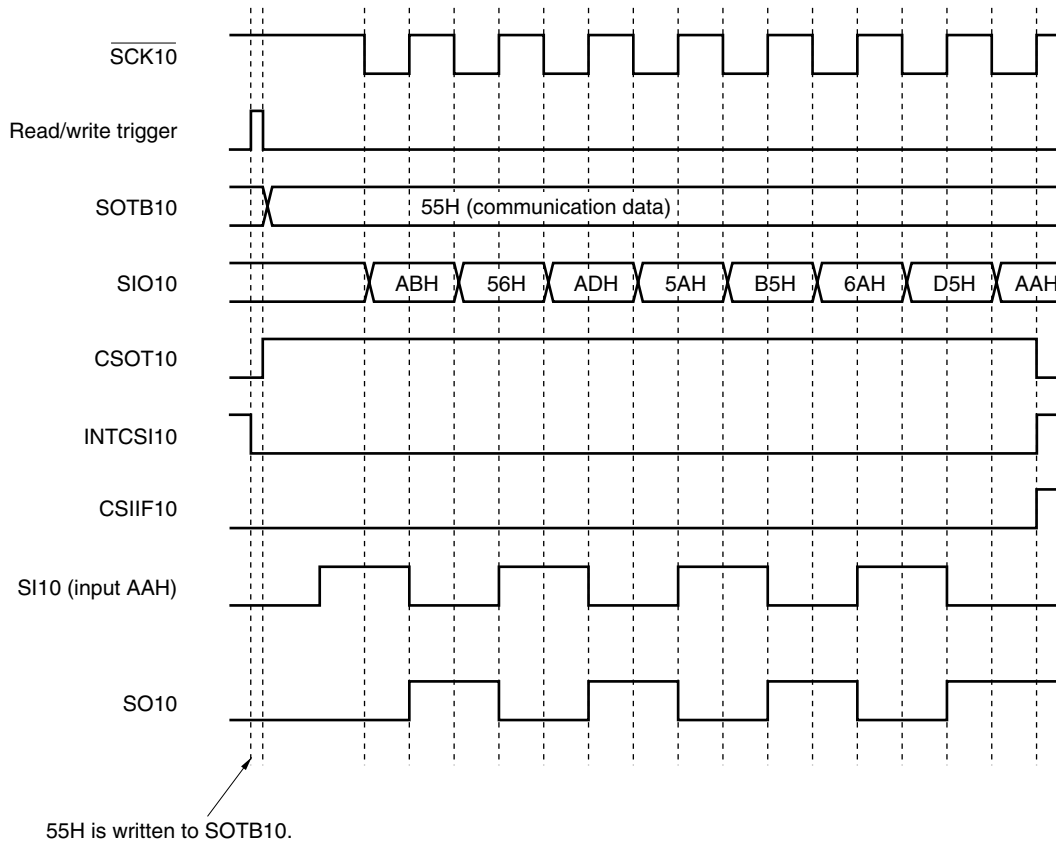 SCK10
Read/write trigger
SOTB10
55H (communication data)
SIO10
ABH 56H ADH 5AH B5H 6AH D5H AAH
CSOT10
INTCSI10
CSIIF10
SI10 (input AAH)
SO10
55H is written to SOTB10.